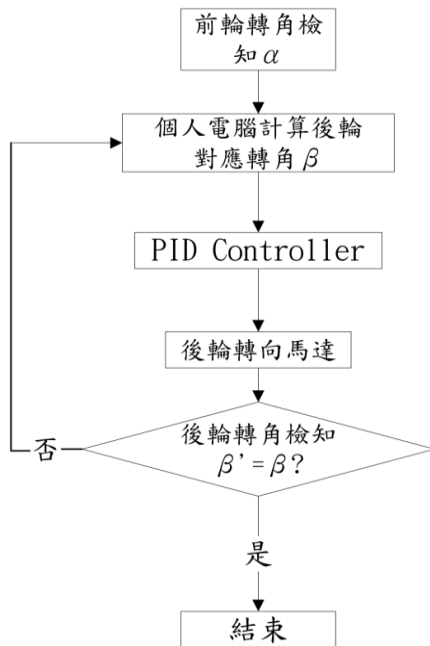 前輪轉角檢
知α
個人電腦計算後輪
對應轉角β
PID Controller
後輪轉向馬達
後輪轉角檢知
β'=β?
否
是
結束